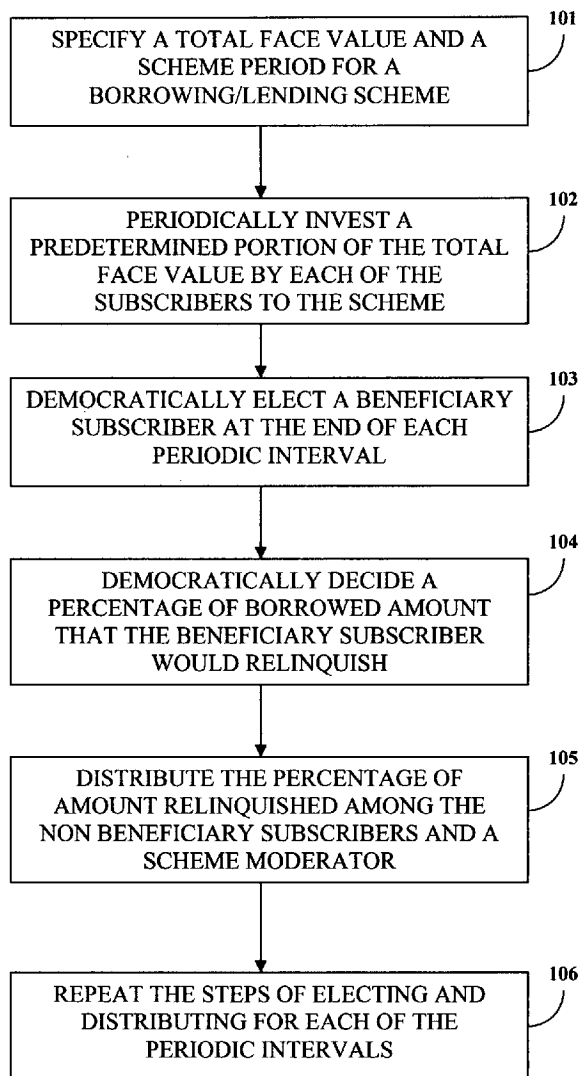 101
SPECIFY A TOTAL FACE VALUE AND A
SCHEME PERIOD FOR A
BORROWING/LENDING SCHEME
102
PERIODICALLY INVEST A
PREDETERMINED PORTION OF THE TOTAL
FACE VALUE BY EACH OF THE
SUBSCRIBERS TO THE SCHEME
103
DEMOCRATICALLY ELECT A BENEFICIARY
SUBSCRIBER AT THE END OF EACH
PERIODIC INTERVAL
104
DEMOCRATICALLY DECIDE A
PERCENTAGE OF BORROWED AMOUNT
THAT THE BENEFICIARY SUBSCRIBER
WOULD RELINQUISH
105
DISTRIBUTE THE PERCENTAGE OF
AMOUNT RELINQUISHED AMONG THE
NON BENEFICIARY SUBSCRIBERS AND A
SCHEME MODERATOR
106
REPEAT THE STEPS OF ELECTING AND
DISTRIBUTING FOR EACH OF THE
PERIODIC INTERVALS